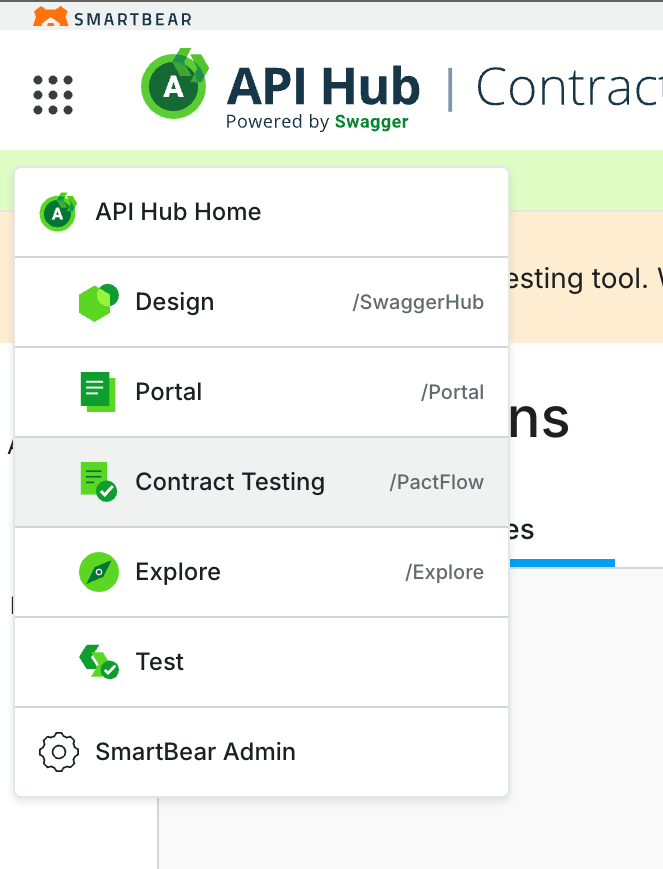 SMARTBEAR
API Hub | Contract
Powered by Swagger
API Hub Home
esting tool. W
Design /SwaggerHub
Portal /Portal
ns
Contract Testing /PactFlow
es
Explore /Explore
Test
SmartBear Admin